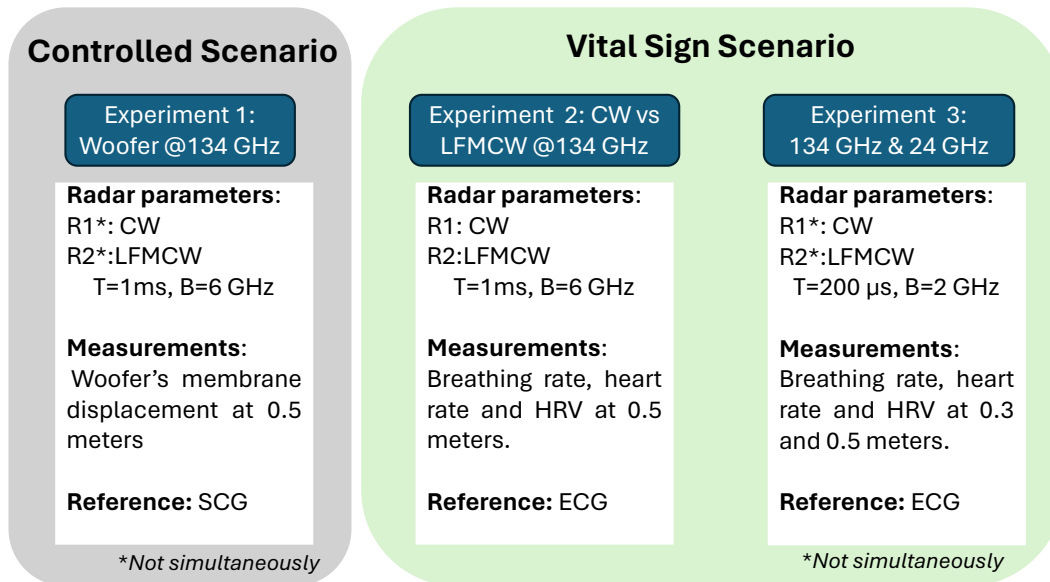 Controlled Scenario
Experiment 1:
Woofer @134 GHz
Radar parameters:
R1*: CW
R2*:LFMCW
T=1ms, B=6 GHz
Measurements:
Woofer's membrane
displacement at 0.5
meters
Reference: SCG
*Not simultaneously
Vital Sign Scenario
Experiment 2: CW vs
LFMCW @134 GHz
Radar parameters:
R1: CW
R2:LFMCW
T=1ms, B=6 GHz
Measurements:
Breathing rate, heart
rate and HRV at 0.5
meters.
Reference: ECG
Experiment 3:
134 GHz & 24 GHz
Radar parameters:
R1*: CW
R2*:LFMCW
T=200 µs, B=2 GHz
Measurements:
Breathing rate, heart
rate and HRV at 0.3
and 0.5 meters.
Reference: ECG
*Not simultaneously